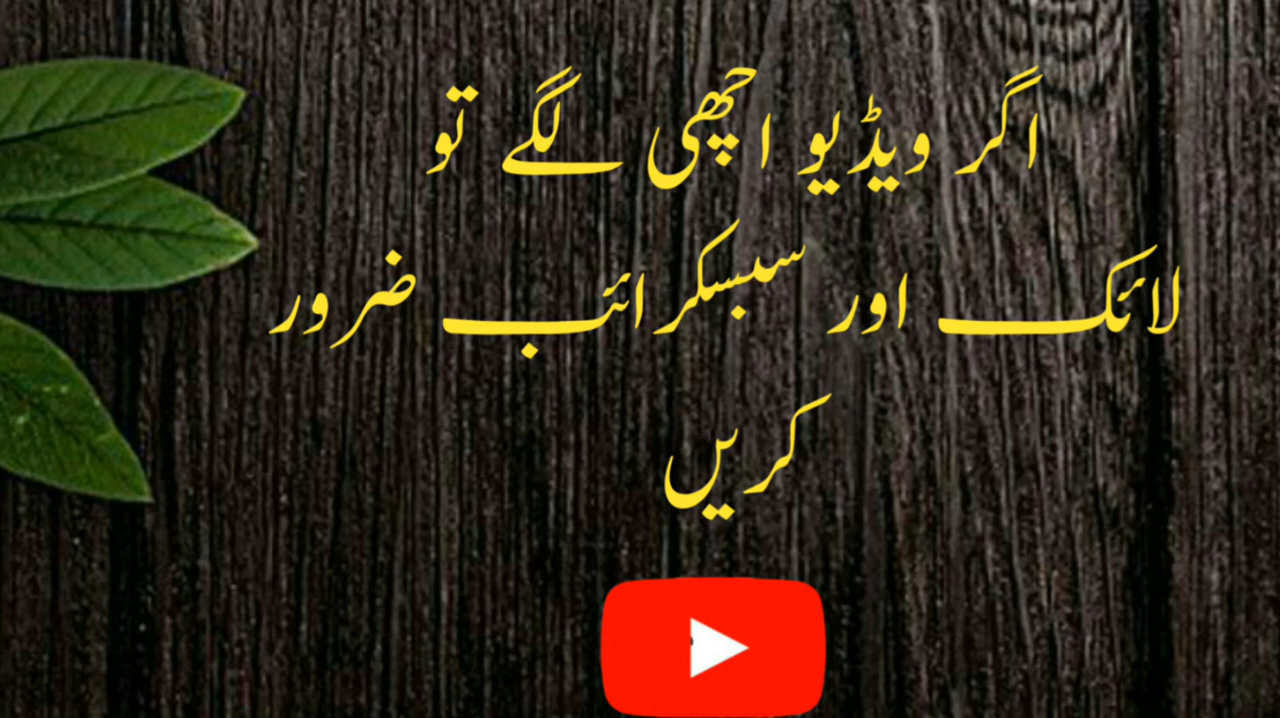 اگر ویڈیو اچھی لگے تو
لائک اور سبسکرائب ضرور
کریں